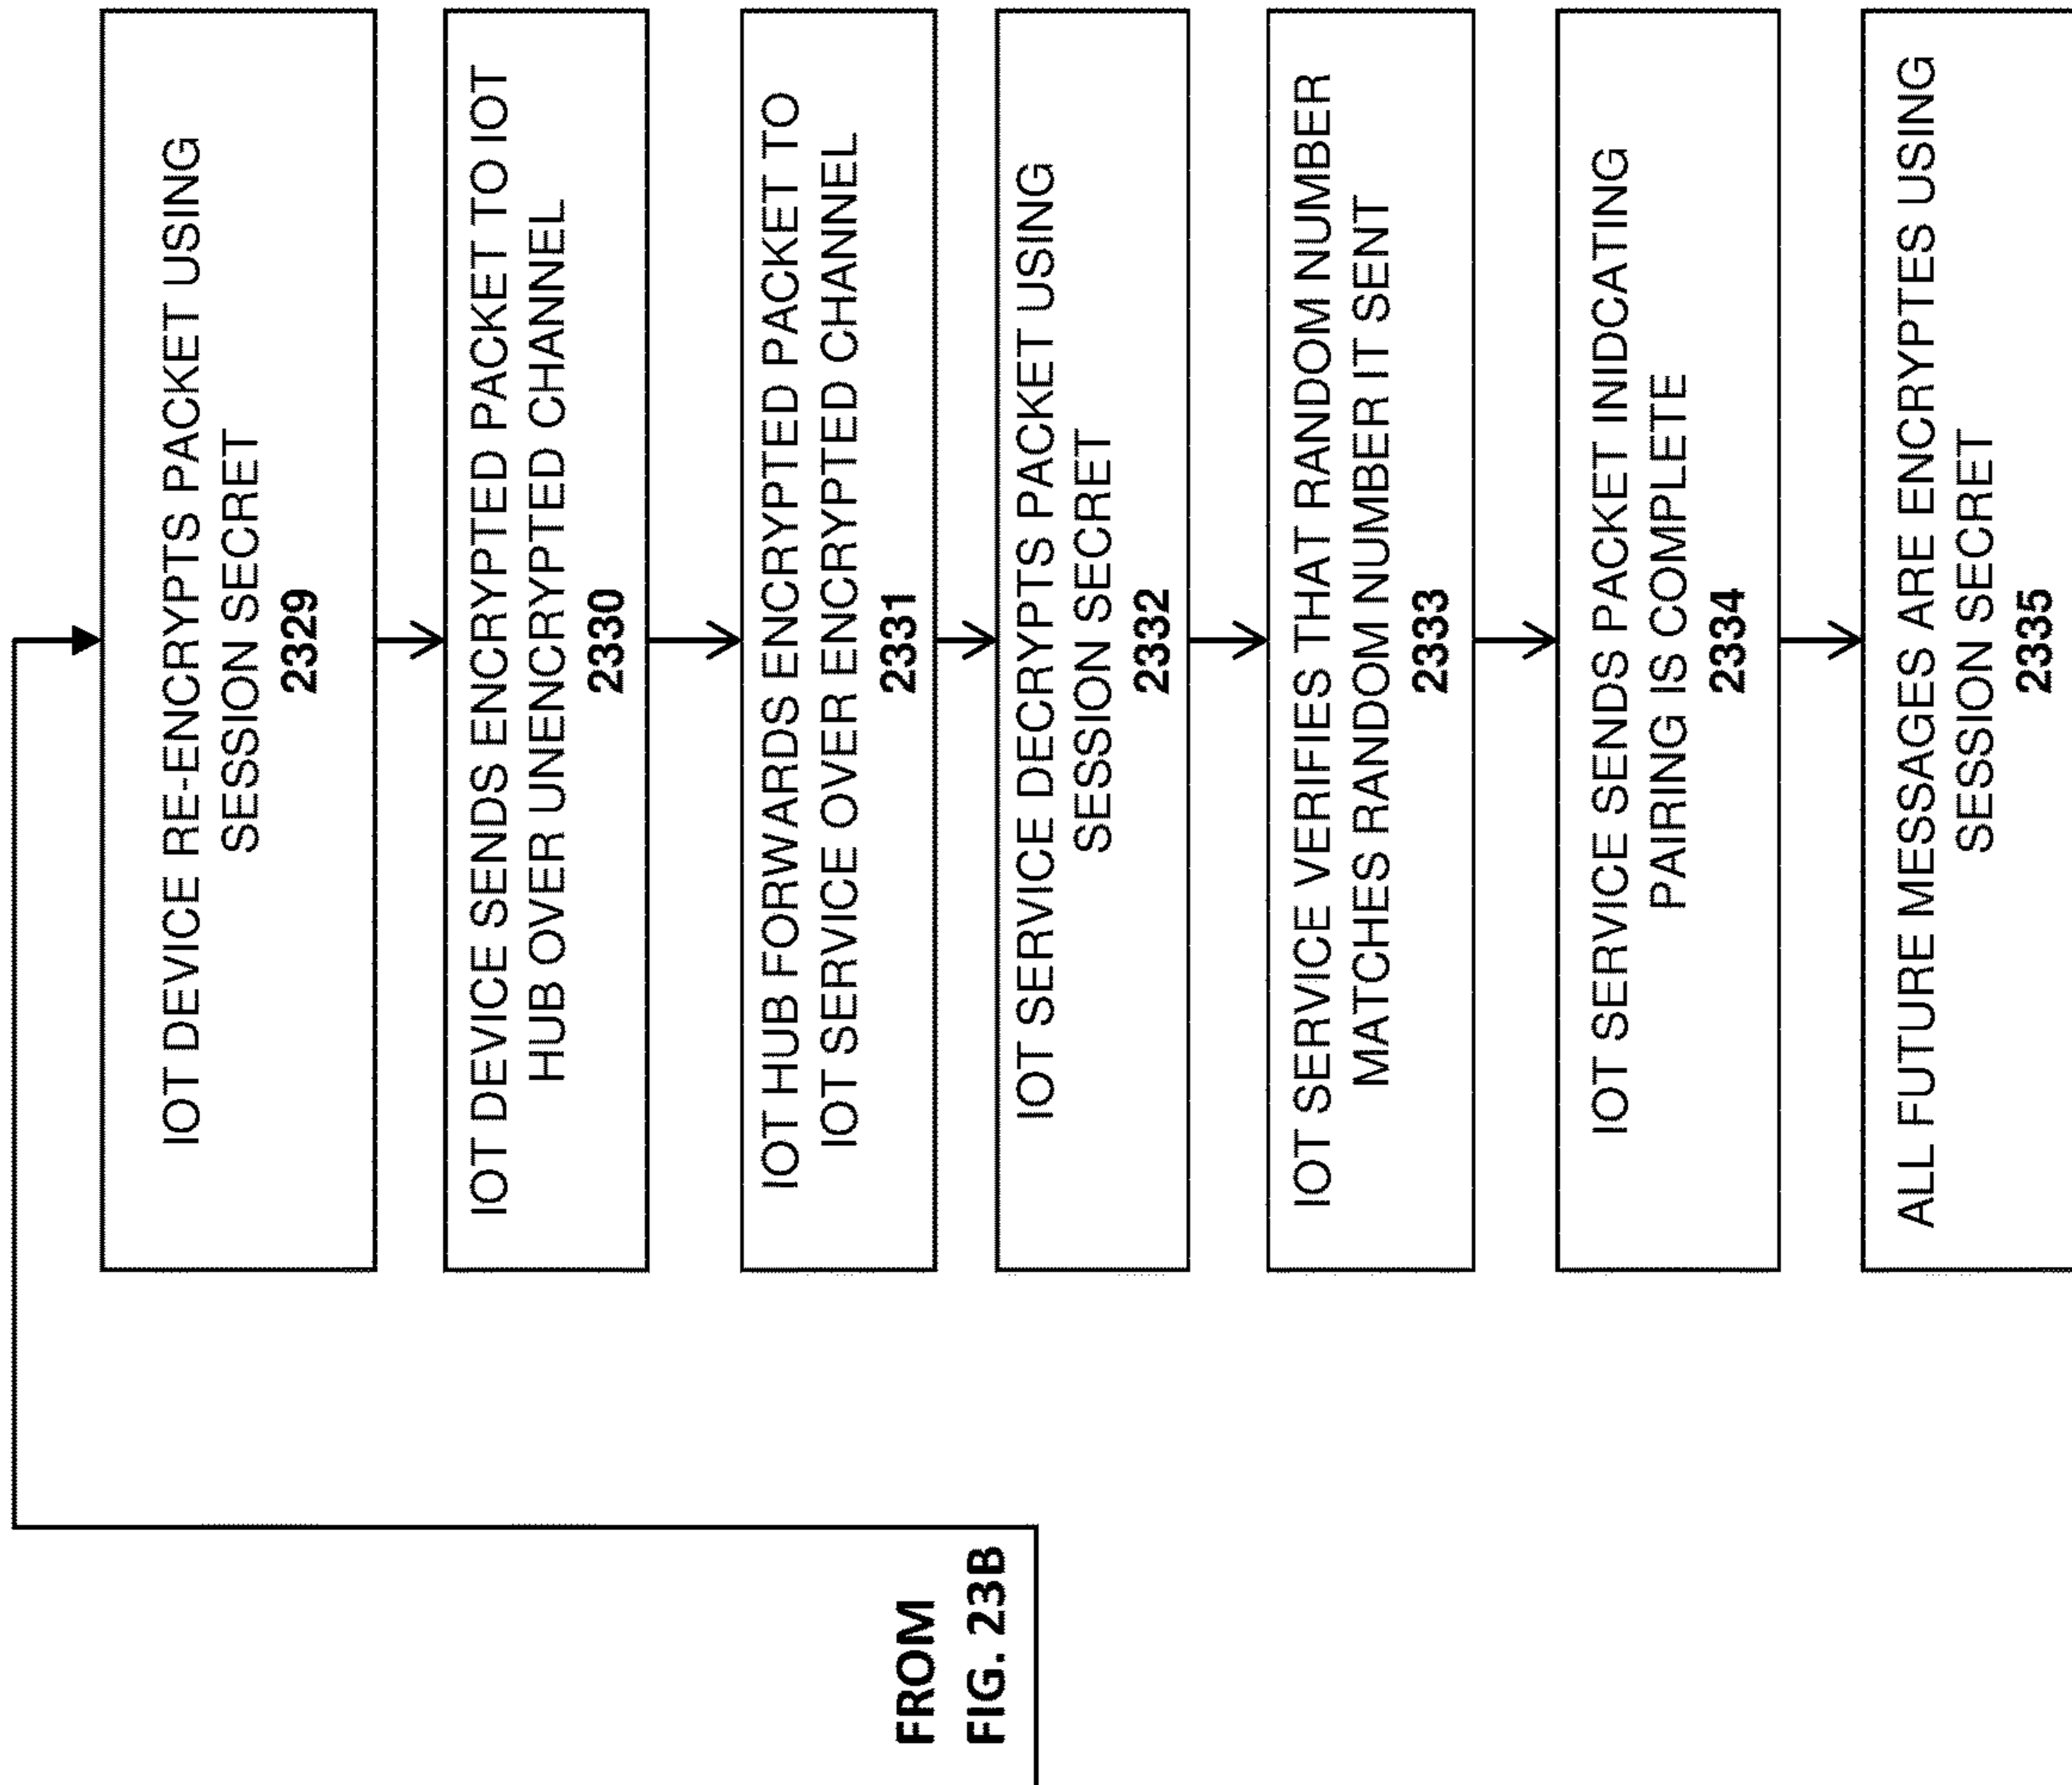 FROM
FIG. 23B
IOT DEVICE RE-ENCRYPTS PACKET USING
SESSION SECRET
2329
IOT DEVICE SENDS ENCRYPTED PACKET TO IOT
HUB OVER UNENCRYPTED CHANNEL
2330
IOT HUB FORWARDS ENCRYPTED PACKET TO
IOT SERVICE OVER ENCRYPTED CHANNEL
2331
IOT SERVICE DECRYPTS PACKET USING
SESSION SECRET
2332
IOT SERVICE VERIFIES THAT RANDOM NUMBER
MATCHES RANDOM NUMBER IT SENT
2333
IOT SERVICE SENDS PACKET INIDCATING
PAIRING IS COMPLETE
2334
ALL FUTURE MESSAGES ARE ENCRYPTES USING
SESSION SECRET
2335